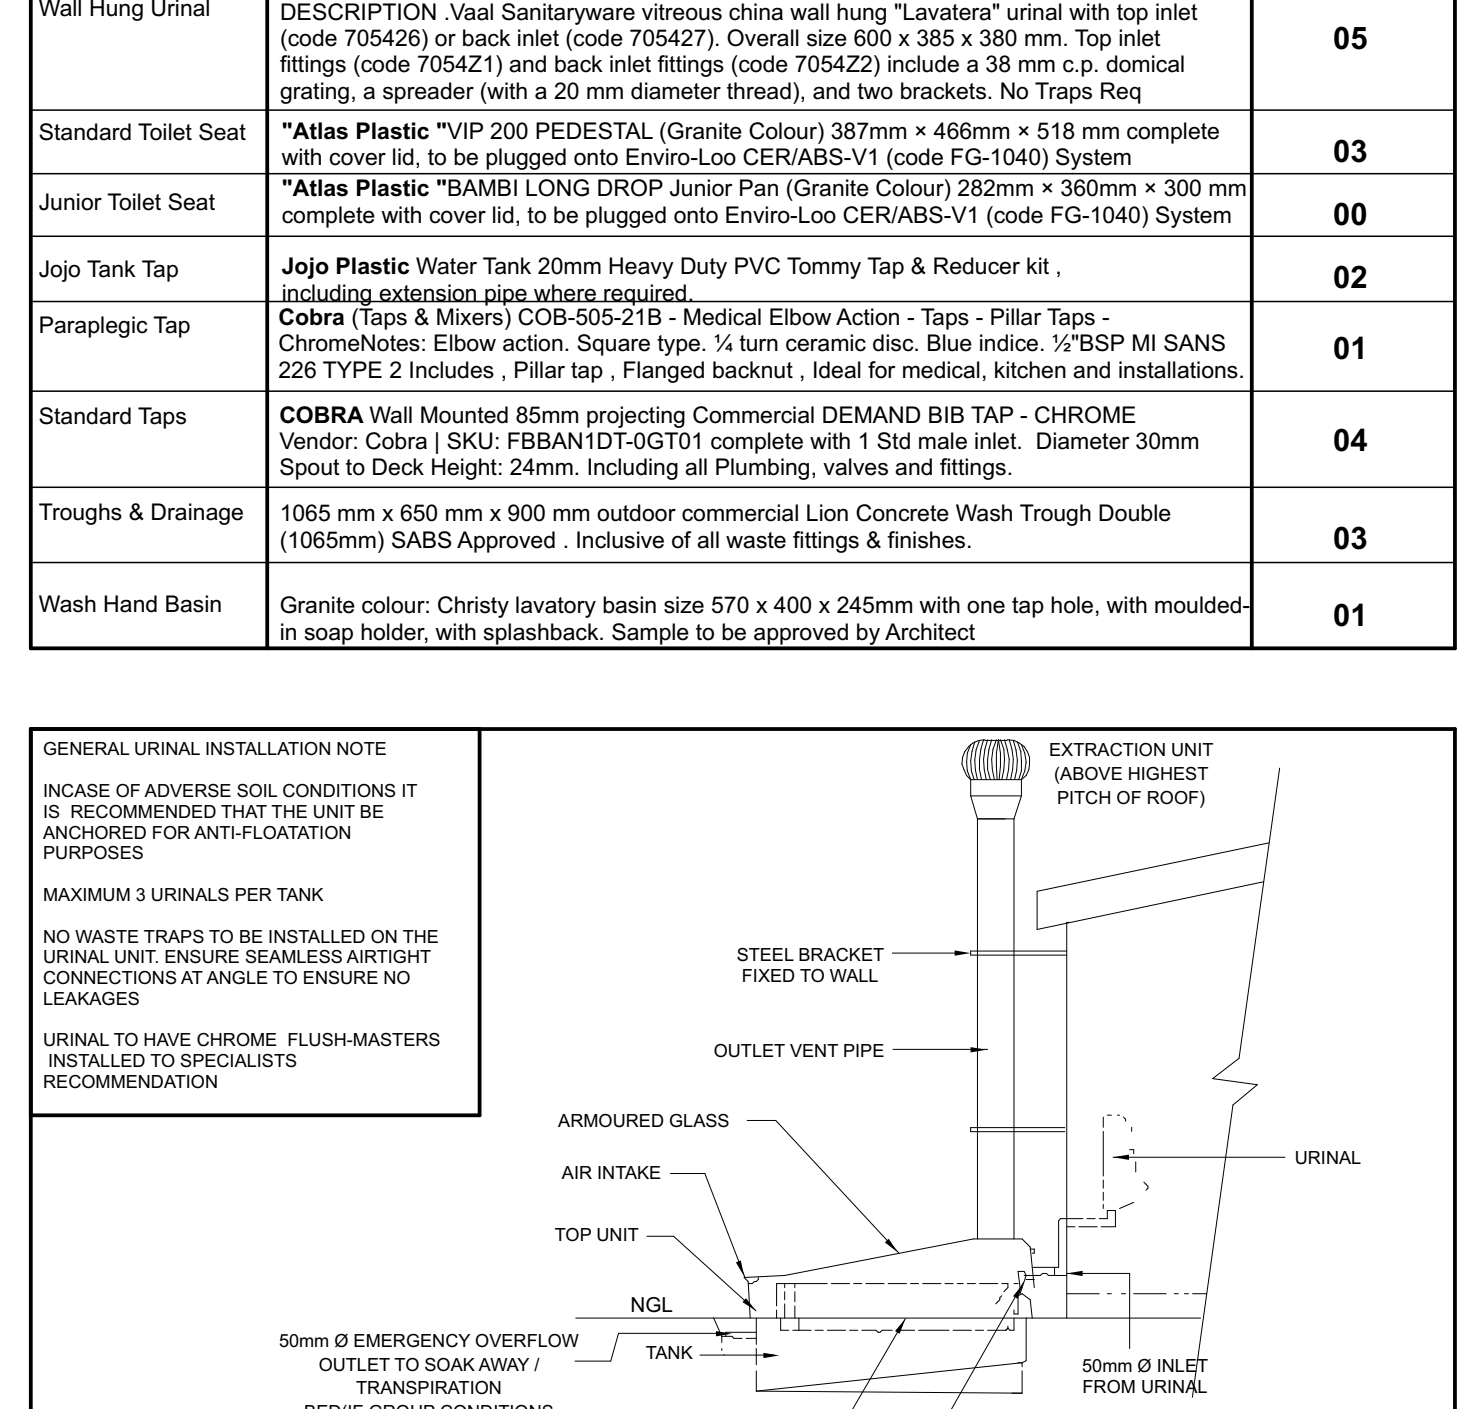 Wall Hung Urinal
DESCRIPTION .Vaal Sanitaryware vitreous china wall hung "Lavatera" urinal with top inlet
(code 705426) or back inlet (code 705427). Overall size 600 x 385 x 380 mm. Top inlet
fittings (code 7054Z1) and back inlet fittings (code 7054Z2) include a 38 mm c.p. domical
grating, a spreader (with a 20 mm diameter thread), and two brackets. No Traps Req
05
Standard Toilet Seat
"Atlas Plastic "VIP 200 PEDESTAL (Granite Colour) 387mm × 466mm × 518 mm complete
with cover lid, to be plugged onto Enviro-Loo CER/ABS-V1 (code FG-1040) System
03
Junior Toilet Seat
"Atlas Plastic "BAMBI LONG DROP Junior Pan (Granite Colour) 282mm × 360mm × 300 mm
complete with cover lid, to be plugged onto Enviro-Loo CER/ABS-V1 (code FG-1040) System
00
Jojo Tank Tap
Jojo Plastic Water Tank 20mm Heavy Duty PVC Tommy Tap & Reducer kit ,
including extension pipe where required.
02
Paraplegic Tap
Cobra (Taps & Mixers) COB-505-21B - Medical Elbow Action - Taps - Pillar Taps -
ChromeNotes: Elbow action. Square type. ¼ turn ceramic disc. Blue indice. ½"BSP MI SANS
226 TYPE 2 Includes , Pillar tap , Flanged backnut , Ideal for medical, kitchen and installations.
01
Standard Taps
COBRA Wall Mounted 85mm projecting Commercial DEMAND BIB TAP - CHROME
Vendor: Cobra | SKU: FBBAN1DT-0GT01 complete with 1 Std male inlet. Diameter 30mm
Spout to Deck Height: 24mm. Including all Plumbing, valves and fittings.
04
Troughs & Drainage
1065 mm x 650 mm x 900 mm outdoor commercial Lion Concrete Wash Trough Double
(1065mm) SABS Approved . Inclusive of all waste fittings & finishes.
03
Wash Hand Basin
Granite colour: Christy lavatory basin size 570 x 400 x 245mm with one tap hole, with moulded-
in soap holder, with splashback. Sample to be approved by Architect
01
GENERAL URINAL INSTALLATION NOTE
INCASE OF ADVERSE SOIL CONDITIONS IT
IS RECOMMENDED THAT THE UNIT BE
ANCHORED FOR ANTI-FLOATATION
PURPOSES
MAXIMUM 3 URINALS PER TANK
NO WASTE TRAPS TO BE INSTALLED ON THE
URINAL UNIT. ENSURE SEAMLESS AIRTIGHT
CONNECTIONS AT ANGLE TO ENSURE NO
LEAKAGES
URINAL TO HAVE CHROME FLUSH-MASTERS
INSTALLED TO SPECIALISTS
RECOMMENDATION
EXTRACTION UNIT
(ABOVE HIGHEST
PITCH OF ROOF)
STEEL BRACKET
FIXED TO WALL
OUTLET VENT PIPE
ARMOURED GLASS
AIR INTAKE
URINAL
TOP UNIT
NGL
50mm Ø EMERGENCY OVERFLOW
OUTLET TO SOAK AWAY /
TRANSPIRATION
BED(IF GROUP CONDITIONS
TANK
50mm Ø INLET
FROM URINAL